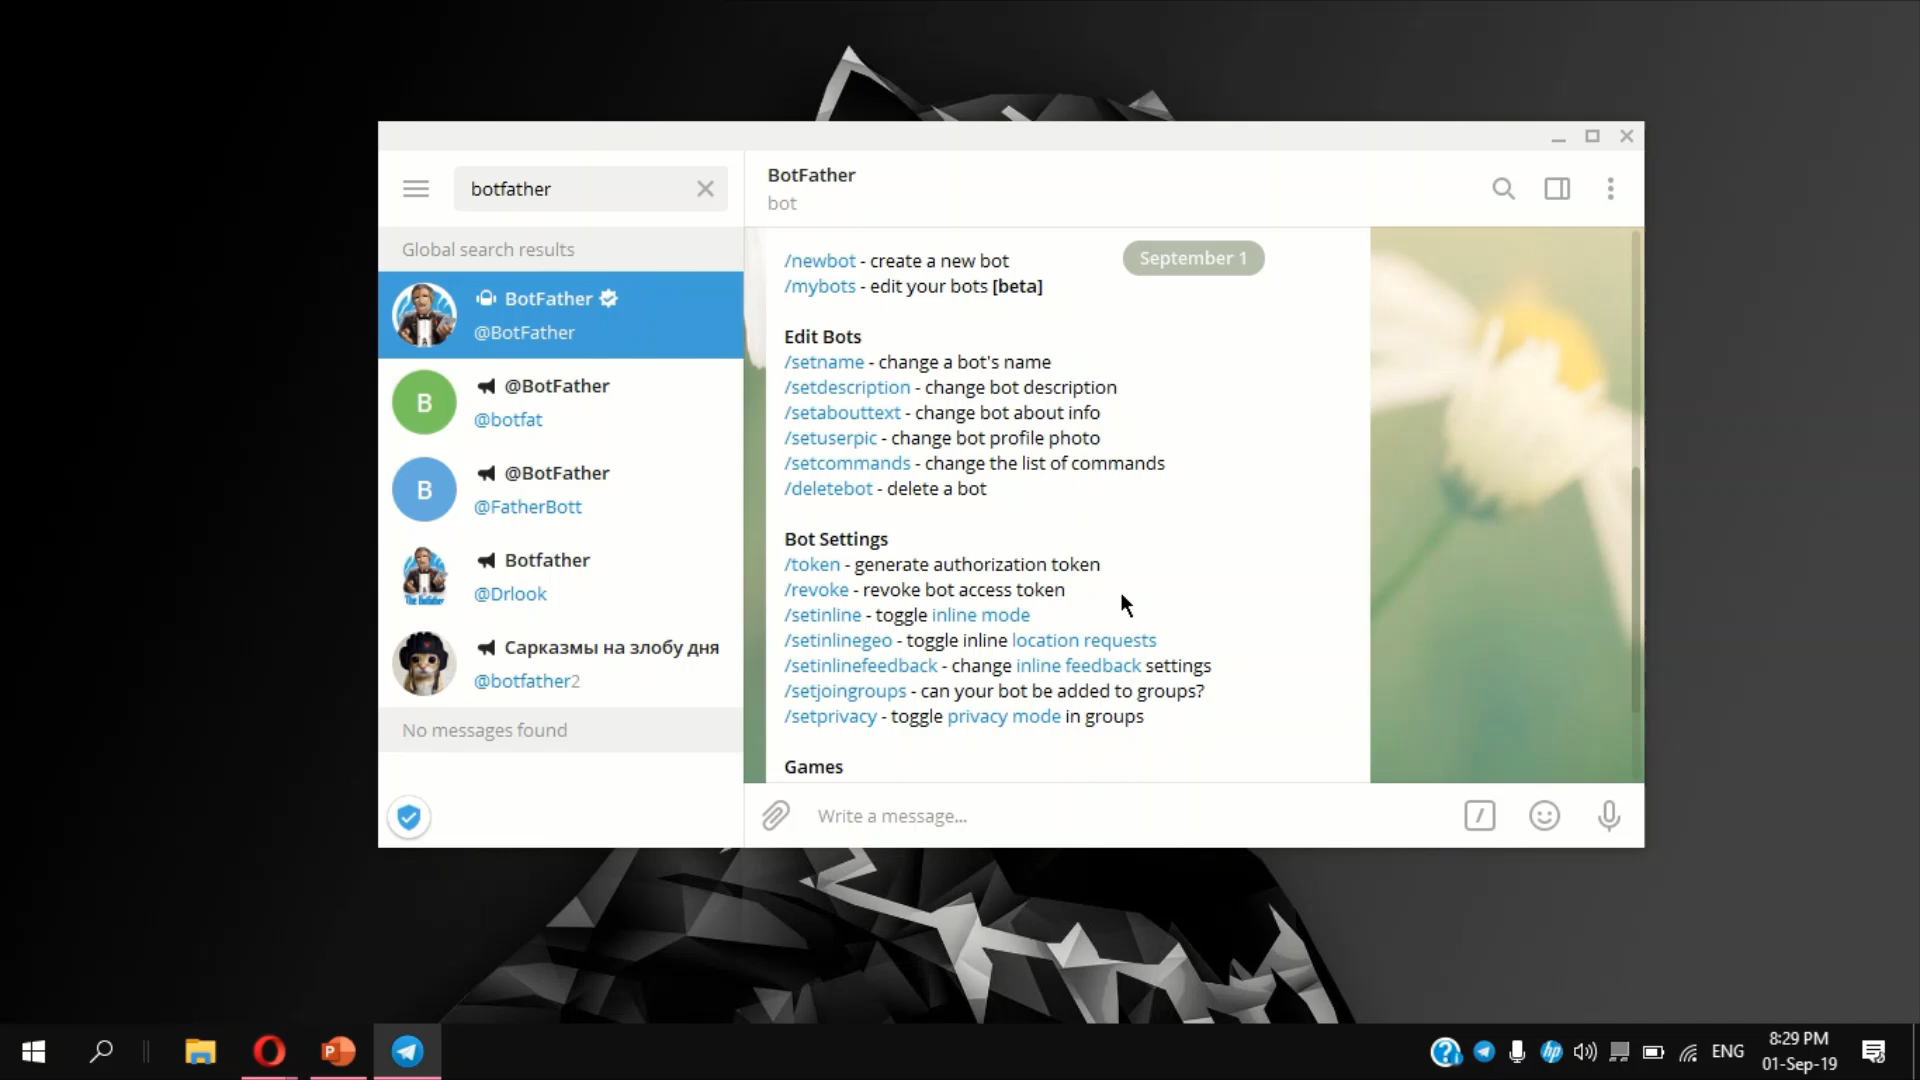 botfather
Global search results
BotFather
@BotFather
B
@BotFather
@botfat
B
@BotFather
@FatherBott
Botfather
@Drlook
The Botfather
Сарказмы на злобу дня
@botfather2
No messages found
BotFather
bot
September 1
/newbot - create a new bot
/mybots - edit your bots [beta]
Edit Bots
/setname - change a bot's name
/setdescription - change bot description
/setabouttext - change bot about info
/setuserpic - change bot profile photo
/setcommands - change the list of commands
/deletebot - delete a bot
Bot Settings
/token - generate authorization token
/revoke - revoke bot access token
/setinline - toggle inline mode
/setinlinegeo - toggle inline location requests
/setinlinefeedback - change inline feedback settings
/setjoingroups - can your bot be added to groups?
/setprivacy - toggle privacy mode in groups
Games
Write a message...
ENG
8:29 PM
01-Sep-19